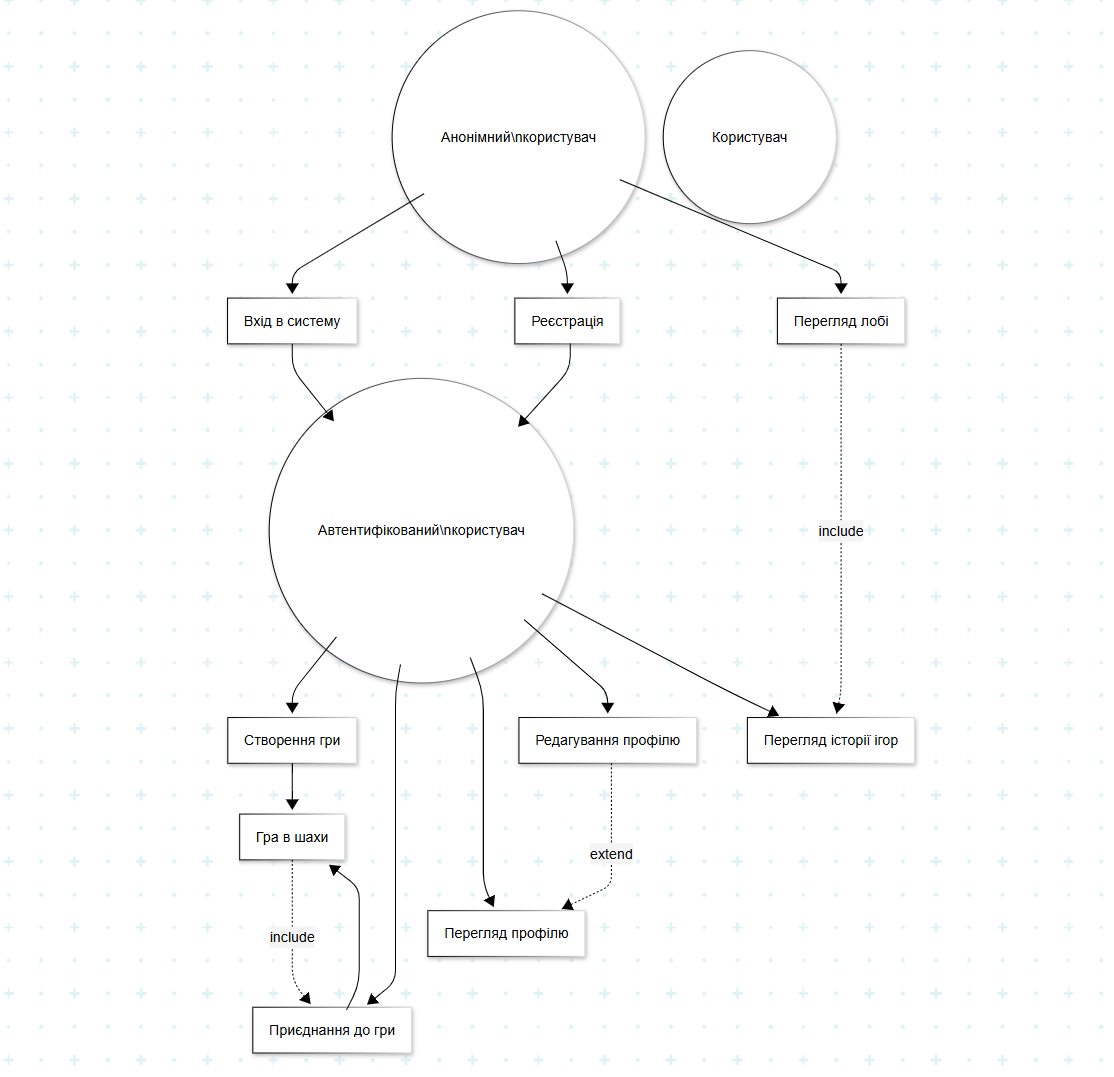 Анонімний\nкористувач
Користувач
Вхід в систему
Реєстрація
Перегляд лобі
Автентифікований\nкористувач
include
Створення гри
Редагування профілю
Перегляд історії ігор
Гра в шахи
extend
include
Перегляд профілю
Приєднання до гри